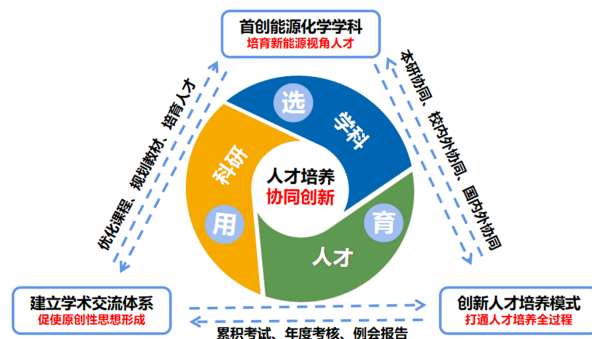 首创能源化学学科
培育新能源视角人才
选
学科
科研
人才培养
协同创新
用
育
人才
优化课程、规划教材、培育人才
本研协同、校内外协同、国内外协同
建立学术交流体系
促使原创性思想形成
创新人才培养模式
打通人才培养全过程
累积考试、年度考核、例会报告